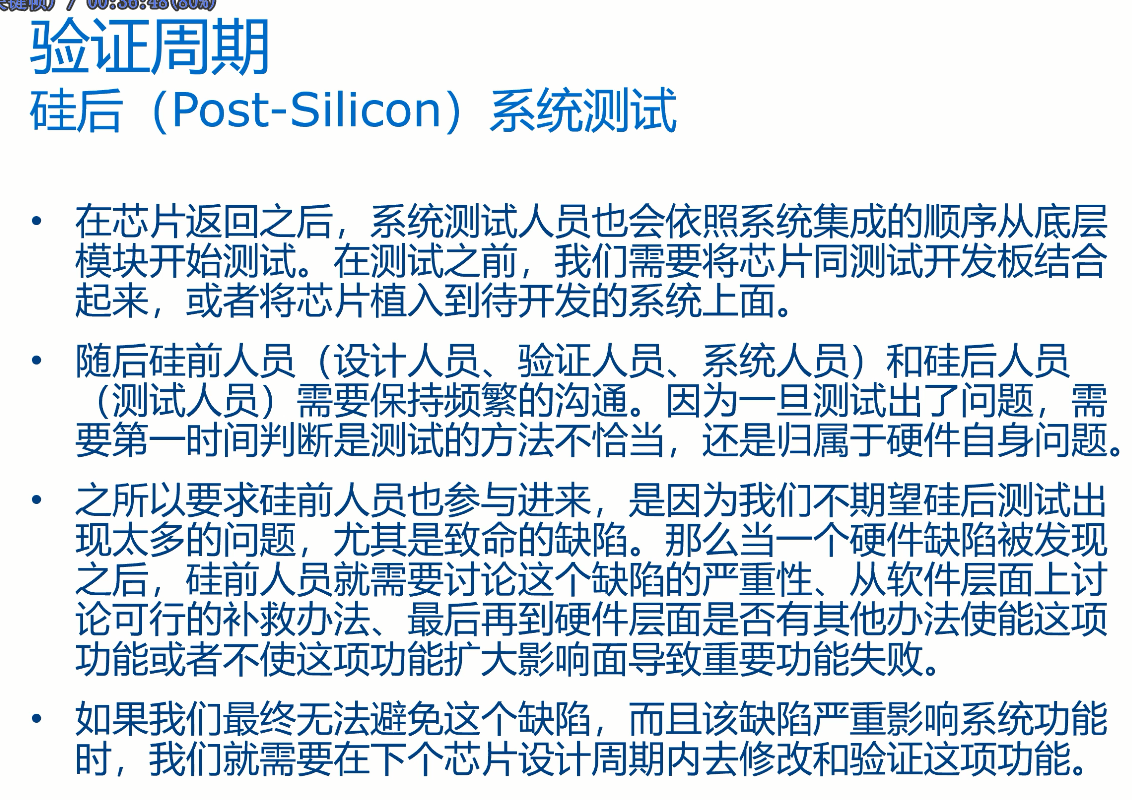 00:38:48(80%)
验证周期
硅后（Post-Silicon）系统测试
• 在芯片返回之后，系统测试人员也会依照系统集成的顺序从底层
模块开始测试。在测试之前，我们需要将芯片同测试开发板结合
起来，或者将芯片植入到待开发的系统上面。
• 随后硅前人员（设计人员、验证人员、系统人员）和硅后人员
（测试人员）需要保持频繁的沟通。因为一旦测试出了问题，需
要第一时间判断是测试的方法不恰当，还是归属于硬件自身问题。
• 之所以要求硅前人员也参与进来，是因为我们不期望硅后测试出
现太多的问题，尤其是致命的缺陷。那么当一个硬件缺陷被发现
之后，硅前人员就需要讨论这个缺陷的严重性、从软件层面上讨
论可行的补救办法、最后再到硬件层面是否有其他办法使能这项
功能或者不使这项功能扩大影响面导致重要功能失败。
• 如果我们最终无法避免这个缺陷，而且该缺陷严重影响系统功能
时，我们就需要在下个芯片设计周期内去修改和验证这项功能。